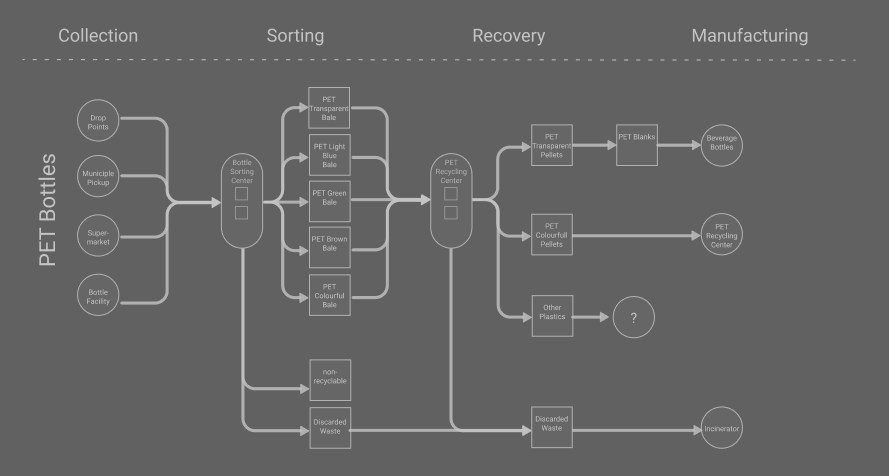 Collection
Sorting
Recovery
Manufacturing
PET Bottles
Drop
Points
Municiple
Pickup
Super-
market
Bottle
Facility
Bottle
Sorting
Center
PET
Transparent
Bale
PET Light
Blue
Bale
PET Green
Bale
PET Brown
Bale
PET
Colourful
Bale
non-
recyclable
Discarded
Waste
PET
Recycling
Center
PET
Transparent
Pellets
PET Blanks
Beverage
Bottles
PET
Colourfull
Pellets
PET
Recycling
Center
Other
Plastics
?
Discarded
Waste
Incinerator